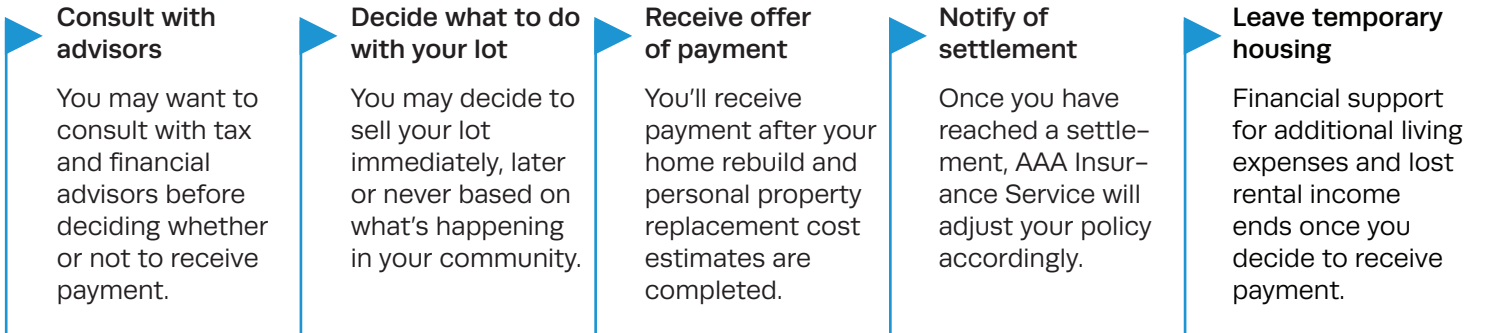 Consult with
advisors
You may want to
consult with tax
and financial
advisors before
deciding whether
or not to receive
payment.
Decide what to do
with your lot
You may decide to
sell your lot
immediately, later
or never based on
what's happening
in your community.
Receive offer
of payment
You'll receive
payment after your
home rebuild and
personal property
replacement cost
estimates are
completed.
Notify of
settlement
Once you have
reached a settle-
ment, AAA Insur-
ance Service will
adjust your policy
accordingly.
Leave temporary
housing
Financial support
for additional living
expenses and lost
rental income
ends once you
decide to receive
payment.